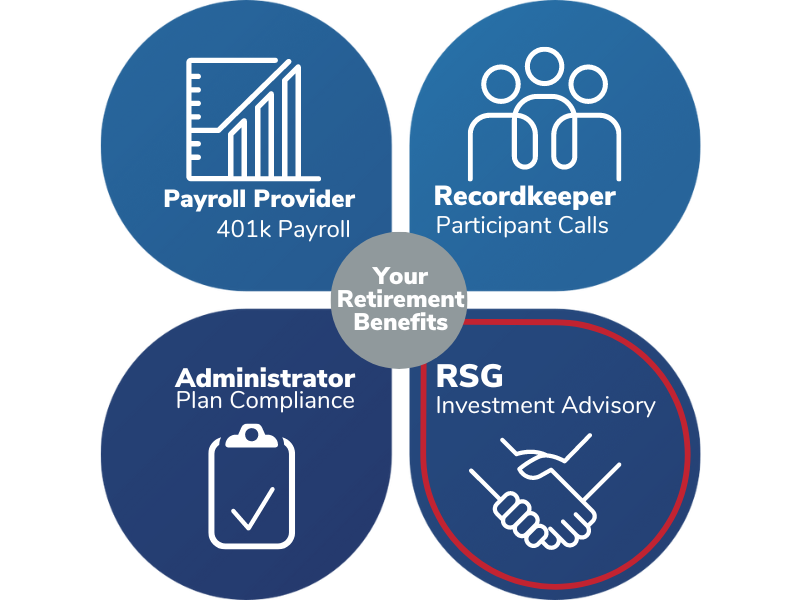 Payroll Provider
401k Payroll
Recordkeeper
Participant Calls
Your
Retirement
Benefits
Administrator
Plan Compliance
RSG
Investment Advisory